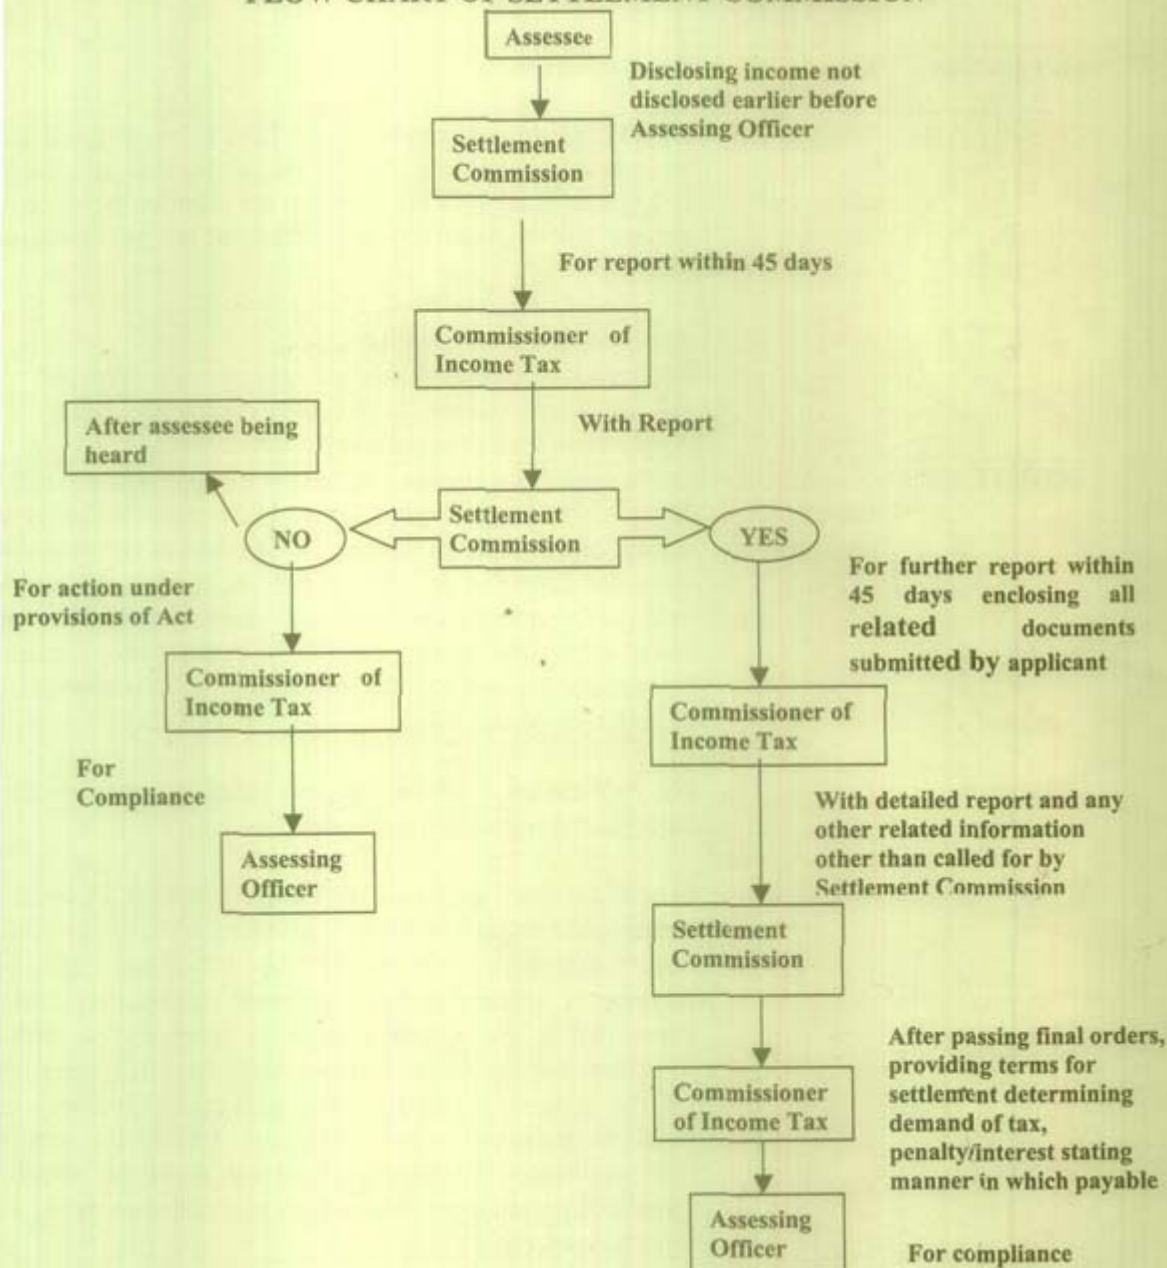 FLOW CHART OF SETTLEMENT COMMISSION
Assessee
Disclosing income not
disclosed earlier before
Assessing Officer
Settlement
Commission
For report within 45 days
Commissioner of
Income Tax
With Report
After assessee being
heard
Settlement
Commission
NO
YES
For action under
provisions of Act
For further report within
45 days enclosing all
related documents
submitted by applicant
Commissioner of
Income Tax
Commissioner of
Income Tax
For
Compliance
With detailed report and any
other related information
other than called for by
Settlement Commission
Assessing
Officer
Settlement
Commission
After passing final orders,
providing terms for
settlement determining
demand of tax,
penalty/interest stating
manner in which payable
Commissioner
of Income Tax
Assessing
Officer
For compliance